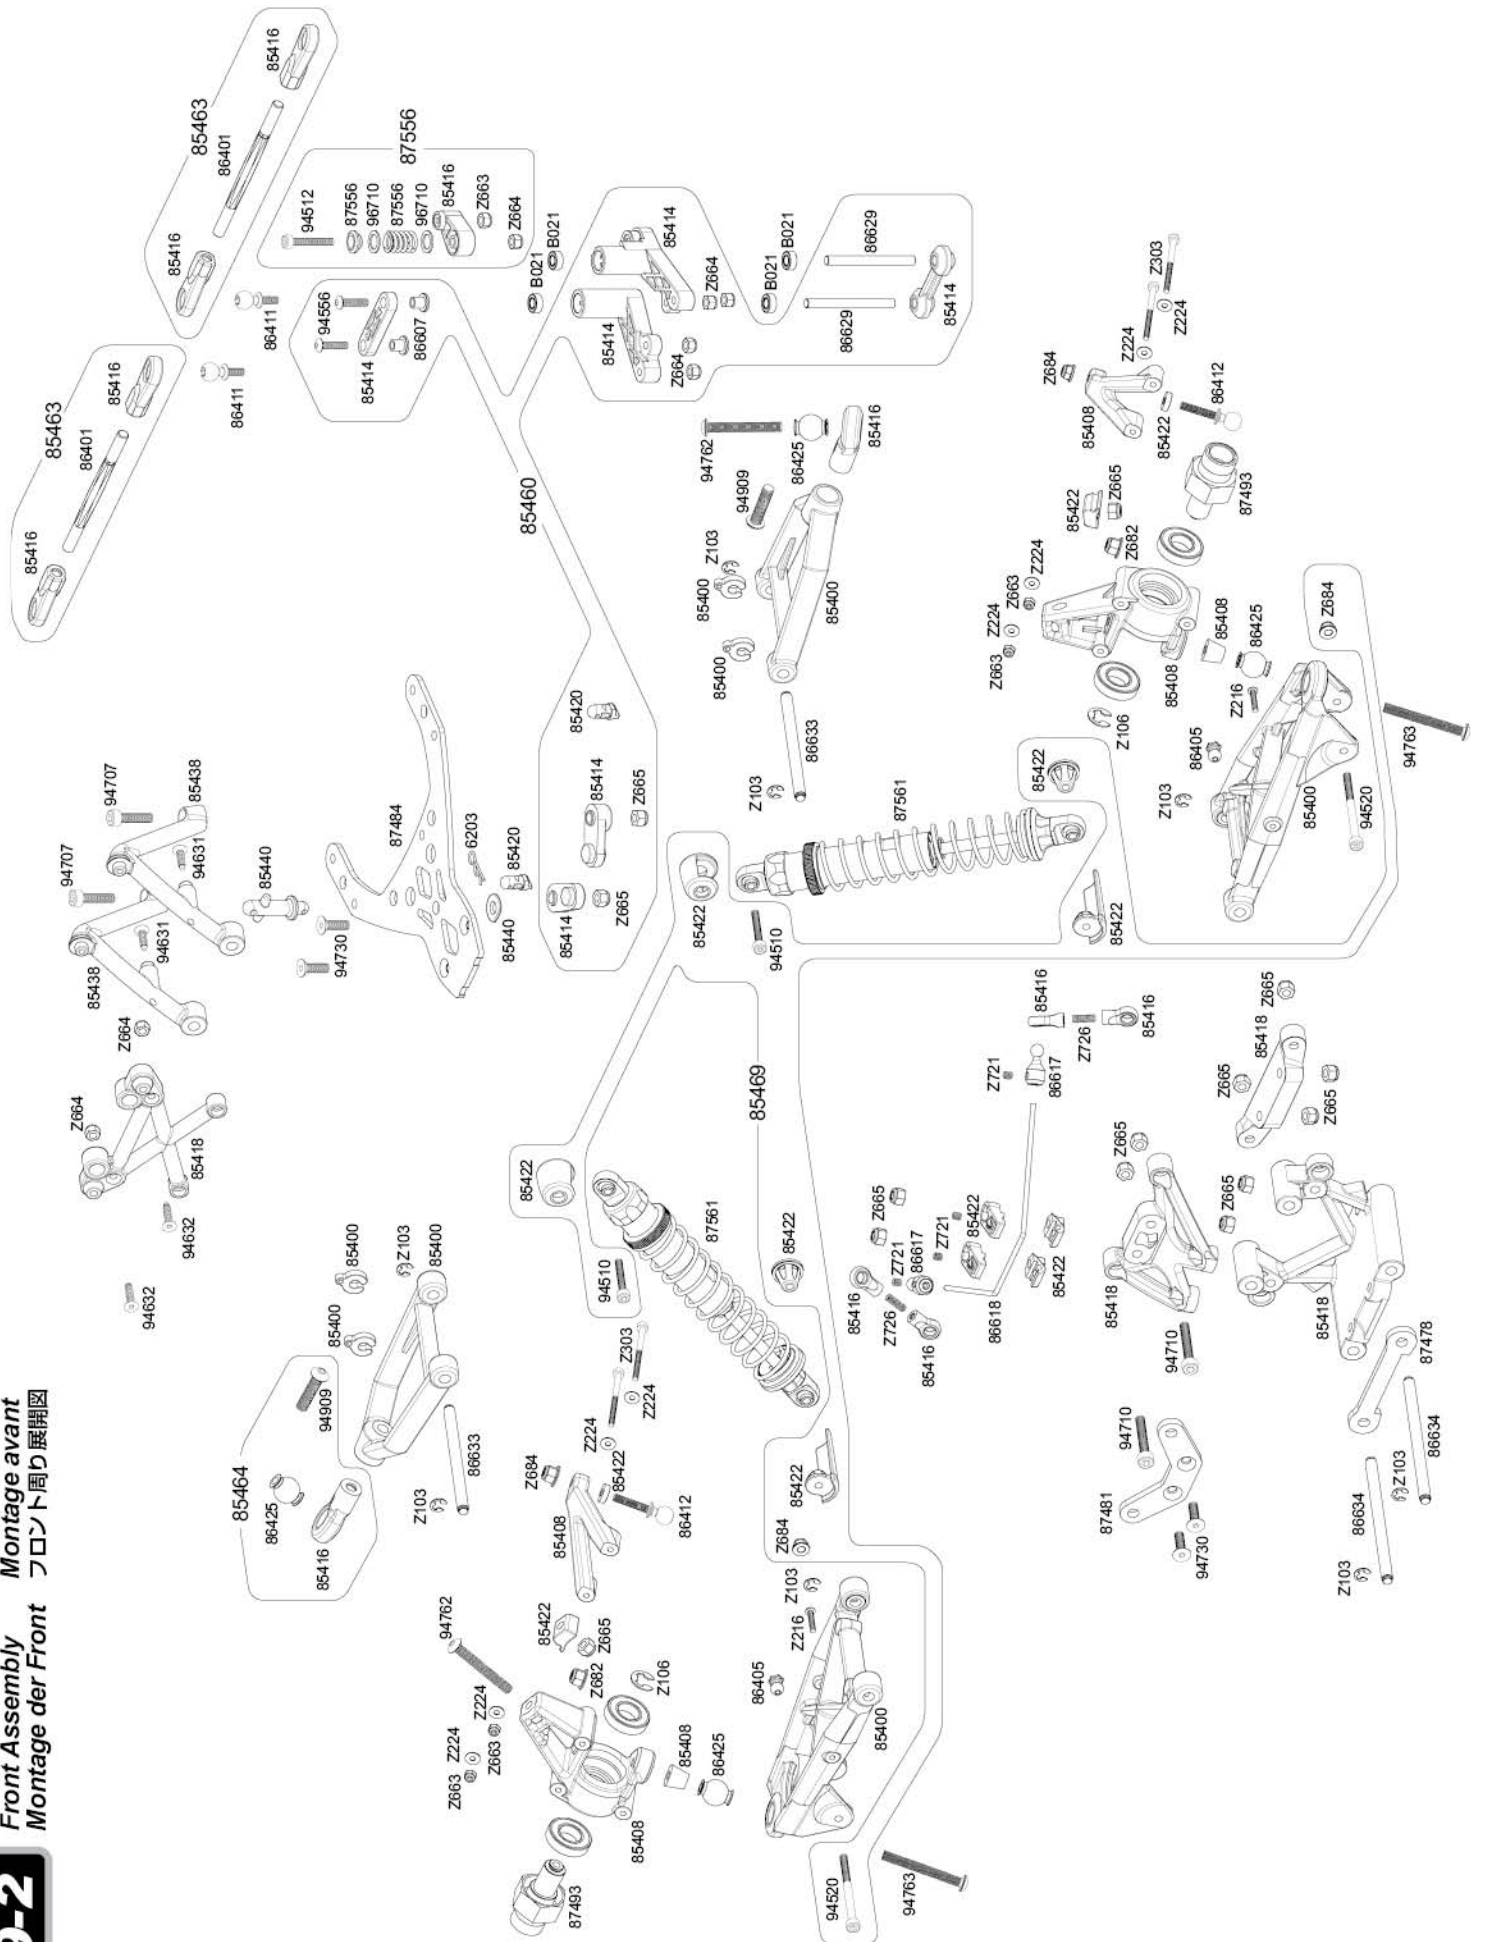 9-2
Front Assembly
Montage avant
Montage der Front
フロント周り展開図
85463
85416
86401
85416
86411
85463
85416
86401
85416
86411
87556
94512
87556
96710
87556
96710
85416
Z663
Z664
94556
85414
86607
B021
B021
85414
85414
Z664
Z664
B021
B021
86629
86629
85414
85460
94707
94707
85438
94631
94631
85438
85440
Z664
Z664
85418
94632
94632
94730
87484
6203
85440
85420
85420
85414
85414
Z665
Z665
94762
86425
85416
94909
Z103
85400
85400
85400
86633
Z103
Z303
Z224
Z224
Z684
85408
85422
86412
87493
85422
Z665
Z682
Z224
Z663
Z224
Z663
85408
85408
86425
Z106
Z216
86405
Z103
85400
94520
94763
Z684
85422
87561
85422
94510
85422
85469
85422
87561
94510
85422
85422
Z684
85464
94909
86425
85416
85400
Z103
85400
85400
86633
Z103
Z303
Z224
Z224
Z684
85422
85408
86412
94762
85422
Z665
Z682
Z106
Z224
Z663
Z224
Z663
85408
86425
85408
87493
86405
Z216
Z103
85400
94520
94763
85416
Z726
85416
Z721
86617
Z665
85422
Z721
Z721
86617
85416
Z726
85416
86618
85422
85418
Z665
Z665
Z665
Z665
Z665
85418
94710
85418
87478
94710
87481
94730
86634
Z103
86634
Z103